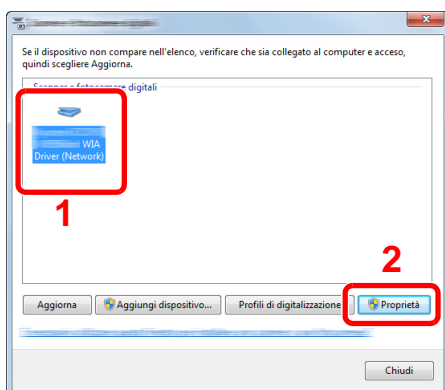 Se il dispositivo non compare nell'elenco, verificare che sia collegato al computer e acceso,
quindi scegliere Aggiorna.
Scanner e fotocamere digitali
WIA
Driver (Network)
1
2
Aggiorna
Aggiungi dispositivo...
Profili di digitalizzazione
Proprietà
Chiudi